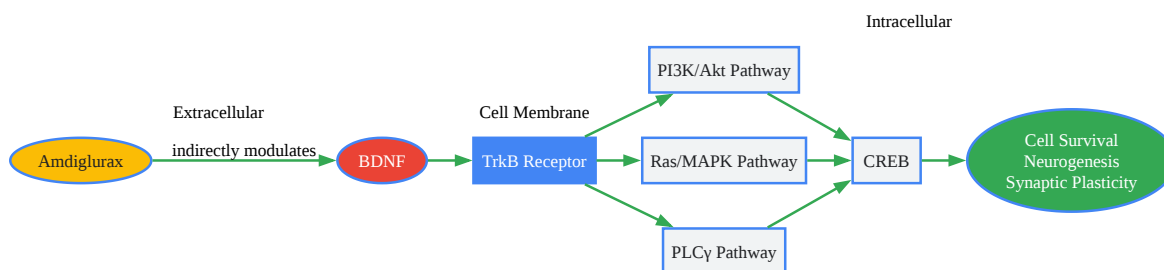 Intracellular
PI3K/Akt Pathway
Extracellular
Cell Membrane
Amdiglurax
indirectly modulates
BDNF
TrkB Receptor
Ras/MAPK Pathway
CREB
Cell Survival
Neurogenesis
Synaptic Plasticity
PLCγ Pathway